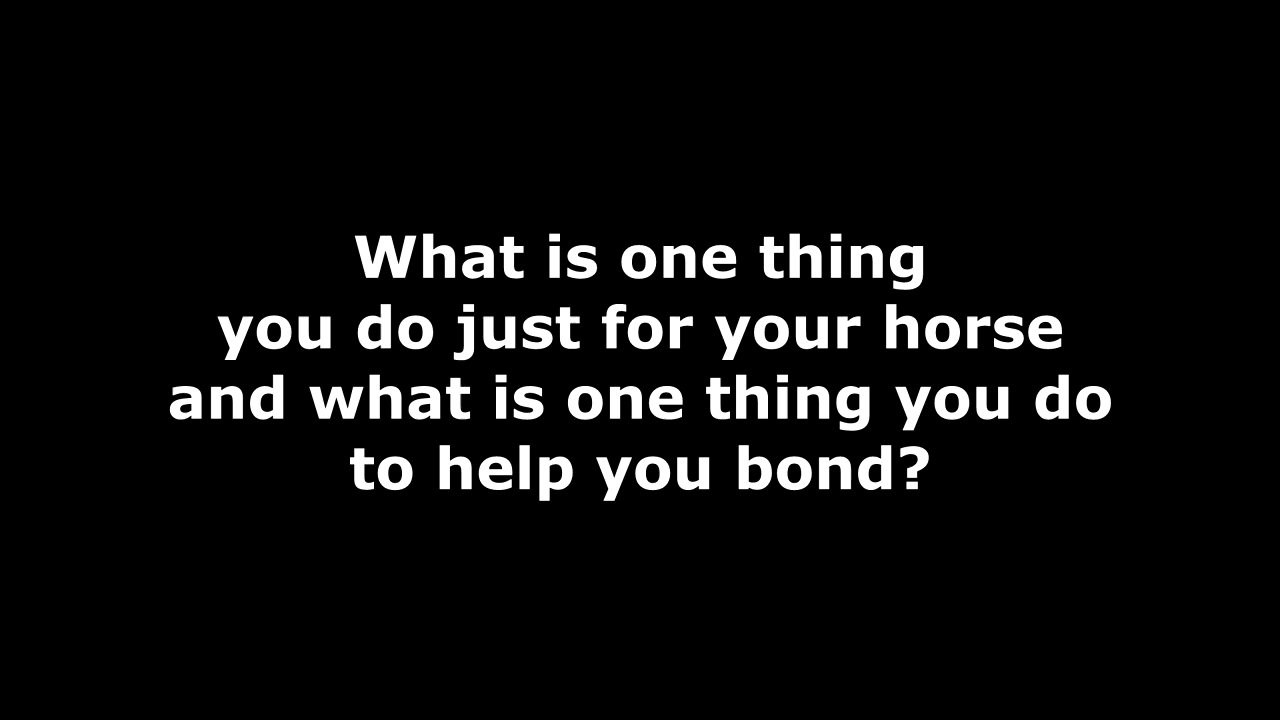 What is one thing
you do just for your horse
and what is one thing you do
to help you bond?